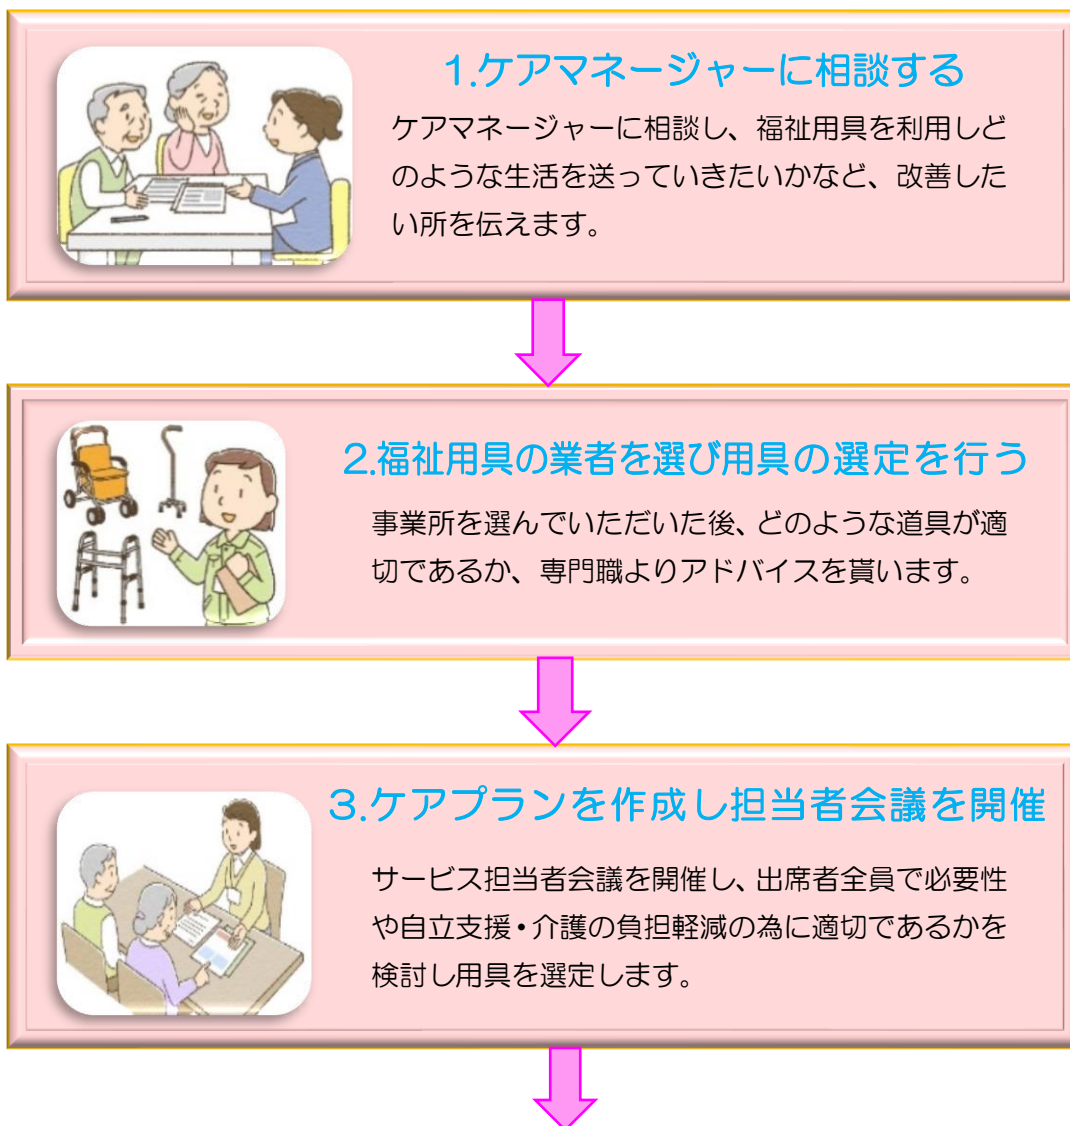 1.ケアマネージャーに相談する
ケアマネージャーに相談し、福祉用具を利用しど
のような生活を送っていきたいかなど、改善した
い所を伝えます。
2.福祉用具の業者を選び用具の選定を行う
事業所を選んでいただいた後、どのような道具が適
切であるか、専門職よりアドバイスを貰います。
3.ケアプランを作成し担当者会議を開催
サービス担当者会議を開催し、出席者全員で必要性
や自立支援・介護の負担軽減の為に適切であるかを
検討し用具を選定します。